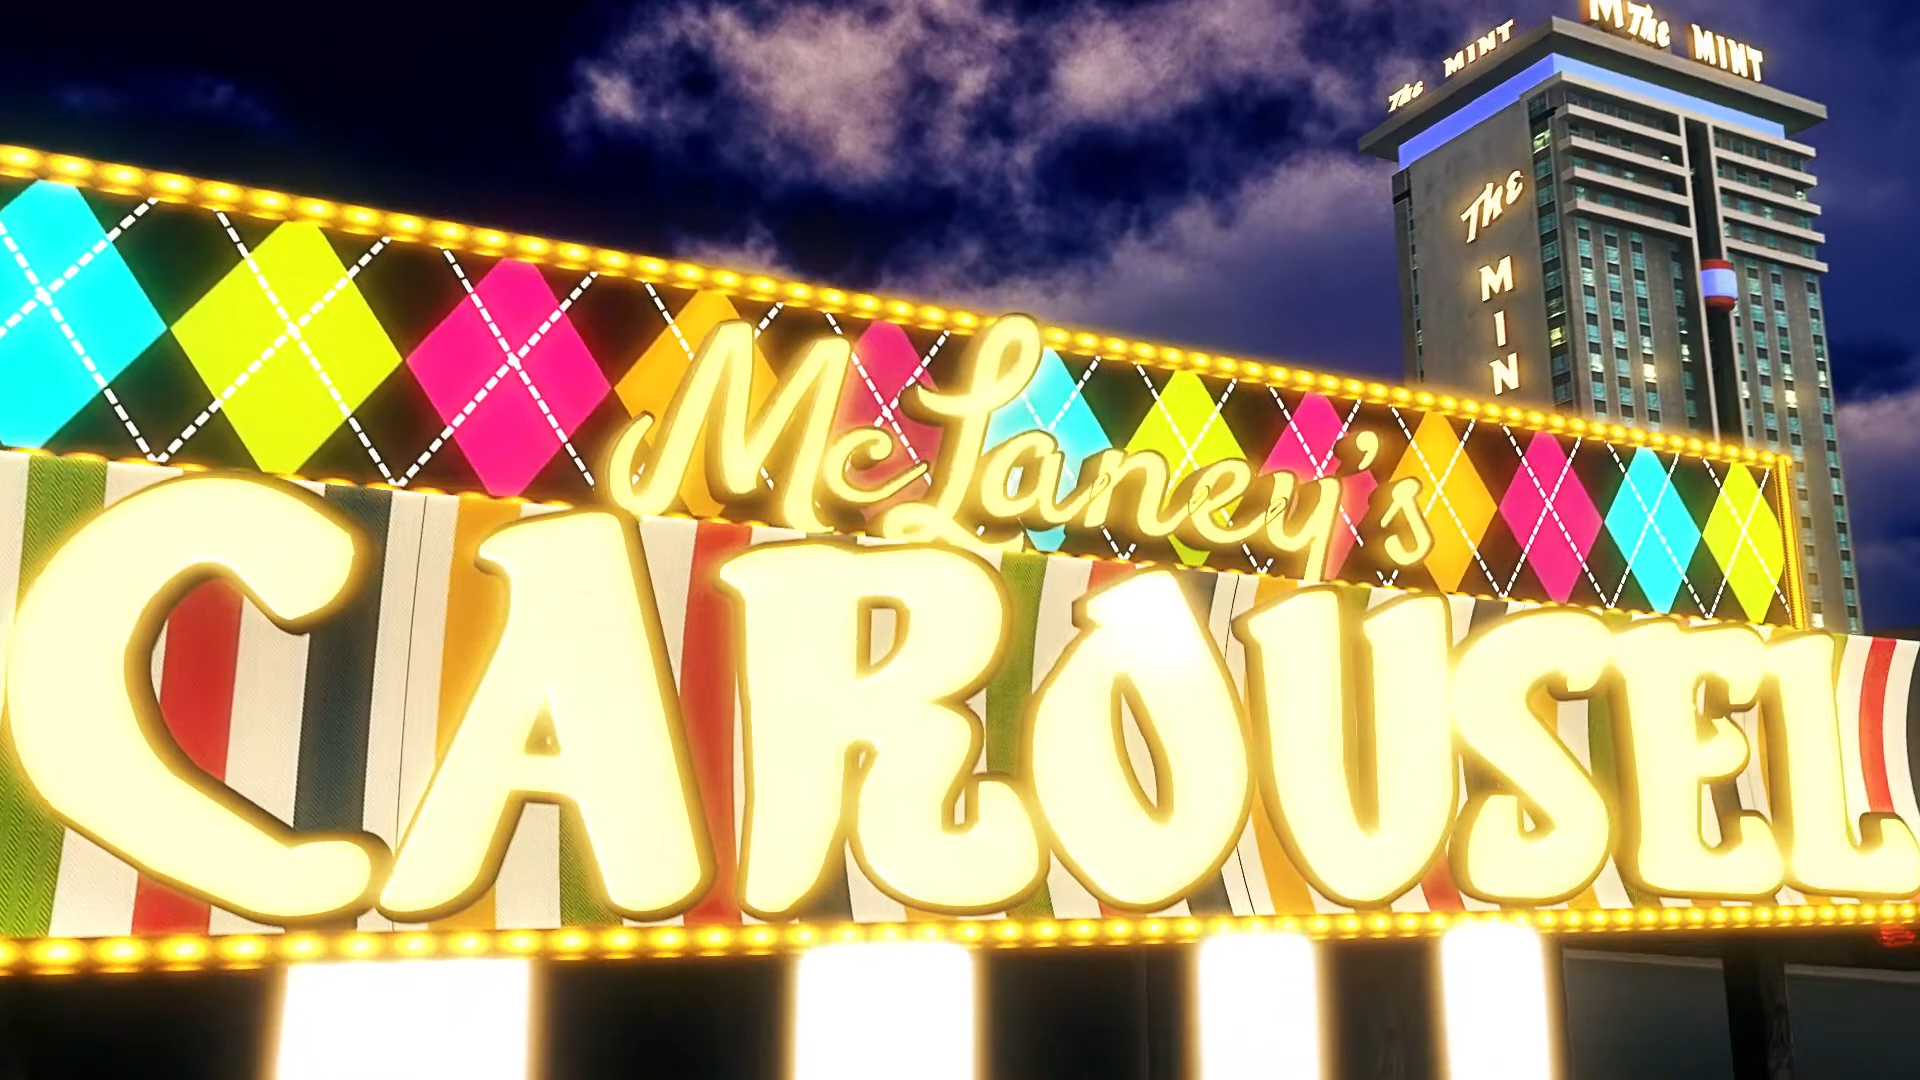 M The MINT
The MINT
The
M
I
N
McLaney's
CAROUSEL